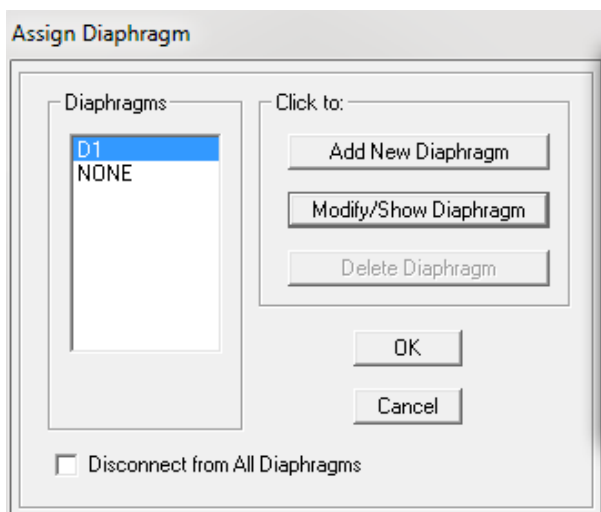 Assign Diaphragm
Diaphragms
D1
NONE
Click to:
Add New Diaphragm
Modify/Show Diaphragm
Delete Diaphragm
OK
Cancel
Disconnect from All Diaphragms